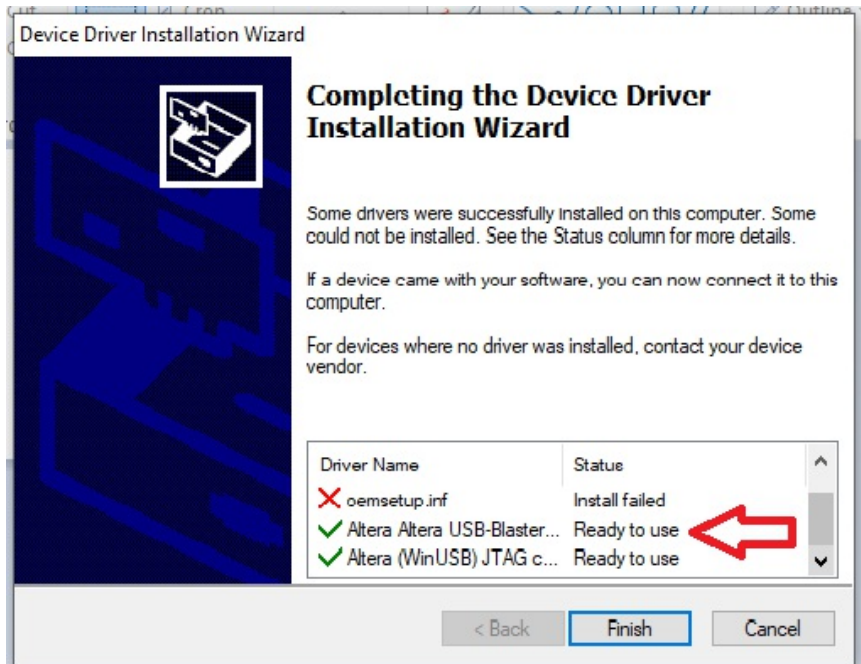 Cut
Crop
Outline
Device Driver Installation Wizard
Completing the Device Driver
Installation Wizard
Some drivers were successfully installed on this computer. Some
could not be installed. See the Status column for more details.
If a device came with your software, you can now connect it to this
computer.
For devices where no driver was installed, contact your device
vendor.
Driver Name Status
oemsetup.inf Install failed
Altera Altera USB-Blaster... Ready to use
Altera (WinUSB) JTAG c... Ready to use
< Back Finish Cancel